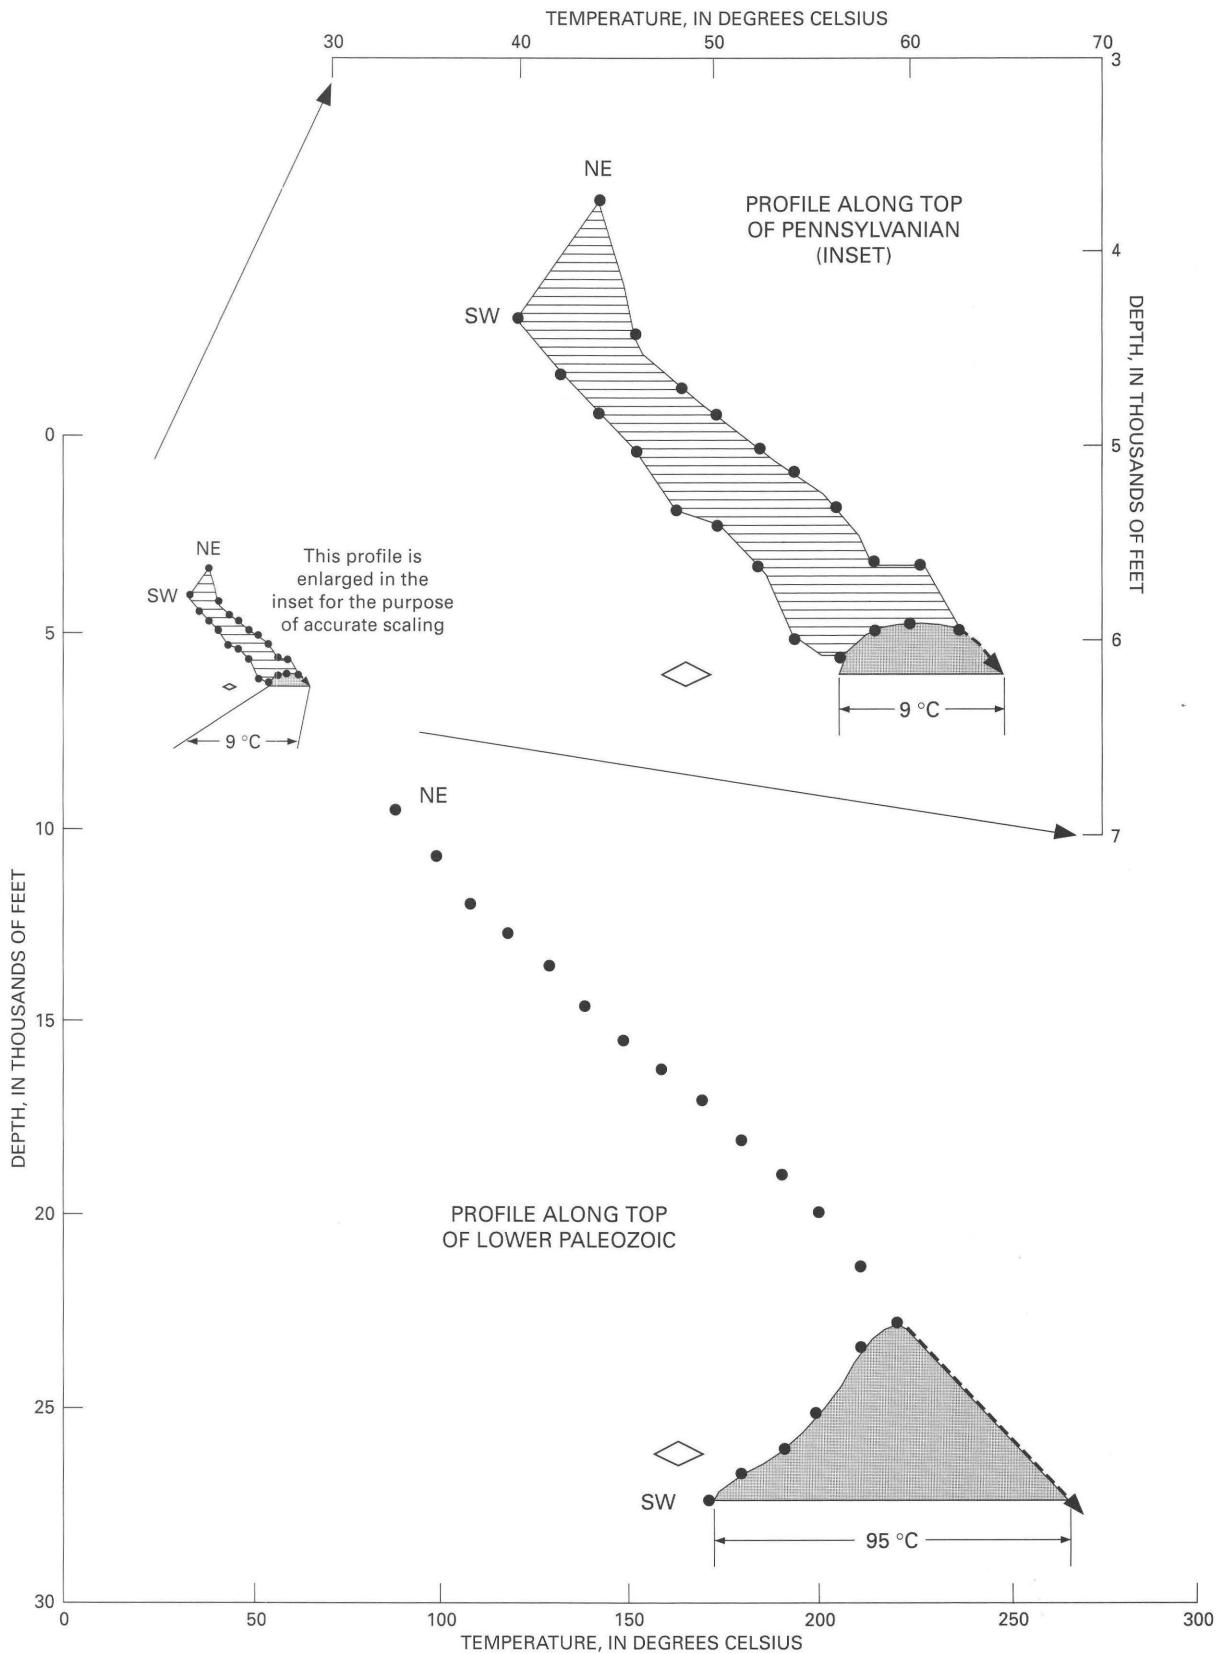 TEMPERATURE, IN DEGREES CELSIUS
30 40 50 60 70
3
NE
PROFILE ALONG TOP
OF PENNSYLVANIAN
(INSET)
4
SW
DEPTH, IN THOUSANDS OF FEET
0
5
NE
This profile is
enlarged in the
inset for the purpose
of accurate scaling
SW
5
6
9 °C
9 °C
NE
10
7
DEPTH, IN THOUSANDS OF FEET
15
20
PROFILE ALONG TOP
OF LOWER PALEOZOIC
25
SW
95 °C
30
0 50 100 150 200 250 300
TEMPERATURE, IN DEGREES CELSIUS